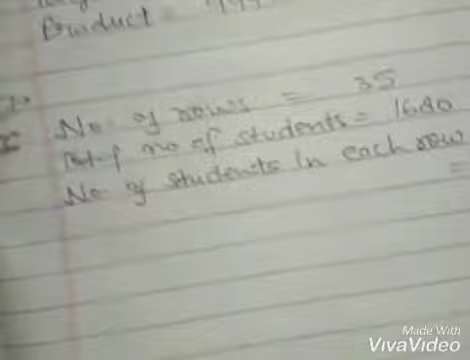 Product =
No. of rows = 35
Total no of students = 1680
No of students in each row
=
Made With
VivaVideo